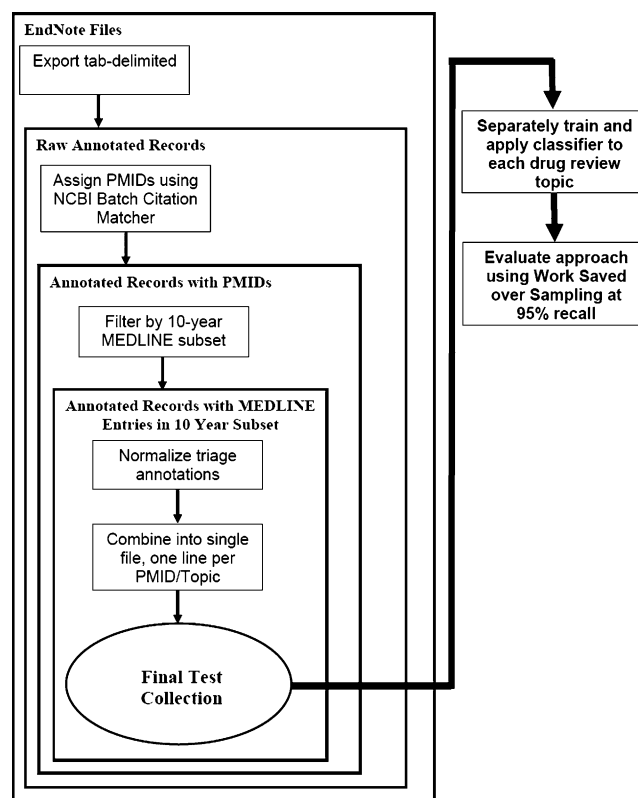 EndNote Files
Export tab-delimited
Raw Annotated Records
Assign PMIDs using
NCBI Batch Citation
Matcher
Annotated Records with PMIDs
Filter by 10-year
MEDLINE subset
Annotated Records with MEDLINE
Entries in 10 Year Subset
Normalize triage
annotations
Combine into single
file, one line per
PMID/Topic
Final Test
Collection
Separately train and
apply classifier to
each drug review
topic
Evaluate approach
using Work Saved
over Sampling at
95% recall